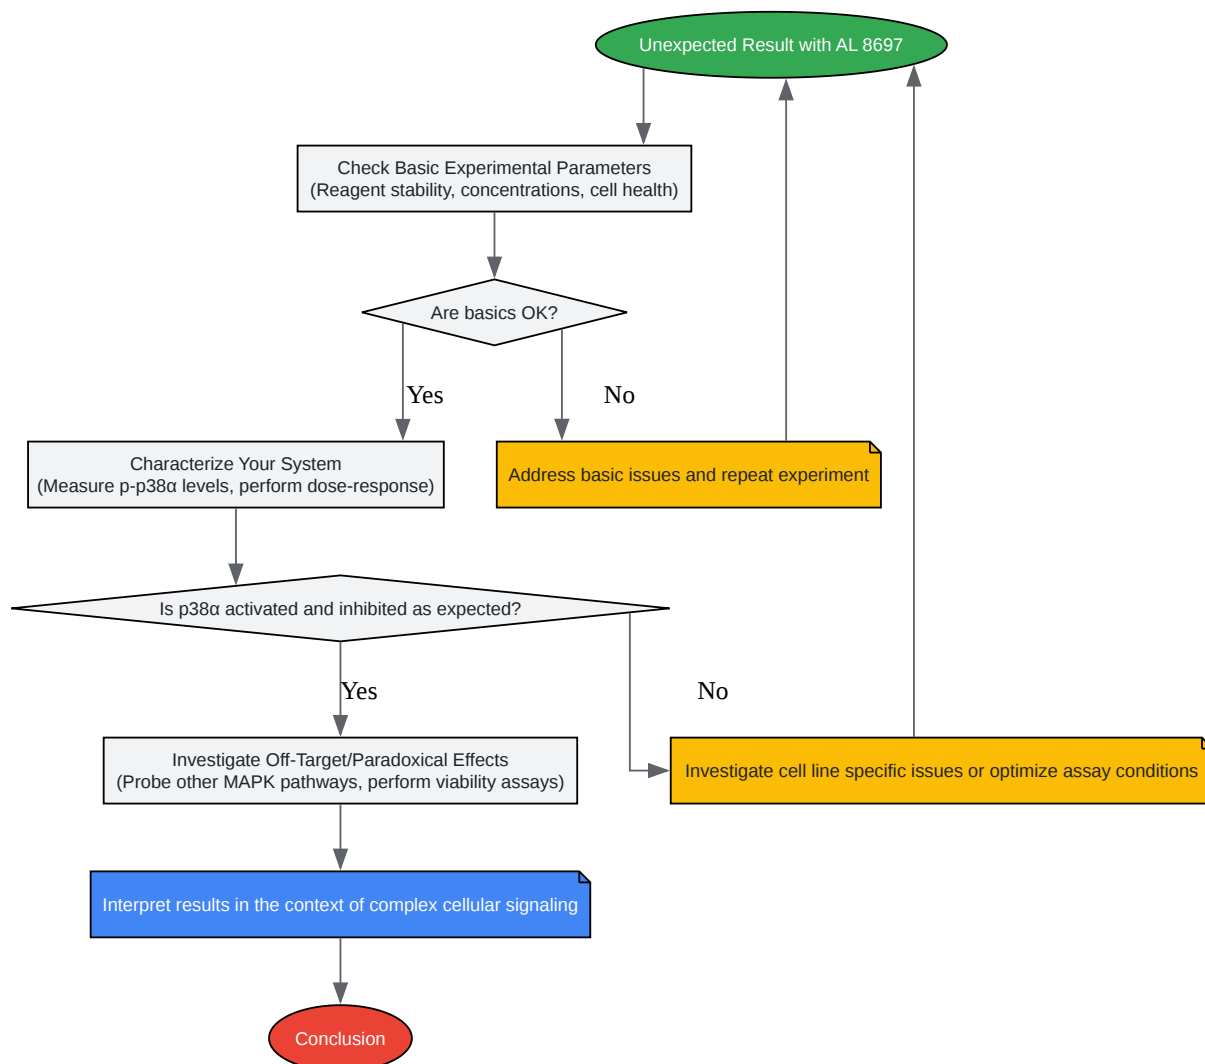 Unexpected Result with AL 8697
Check Basic Experimental Parameters
(Reagent stability, concentrations, cell health)
Are basics OK?
Yes
No
Characterize Your System
(Measure p-p38α levels, perform dose-response)
Address basic issues and repeat experiment
Is p38α activated and inhibited as expected?
Yes
No
Investigate Off-Target/Paradoxical Effects
(Probe other MAPK pathways, perform viability assays)
Investigate cell line specific issues or optimize assay conditions
Interpret results in the context of complex cellular signaling
Conclusion